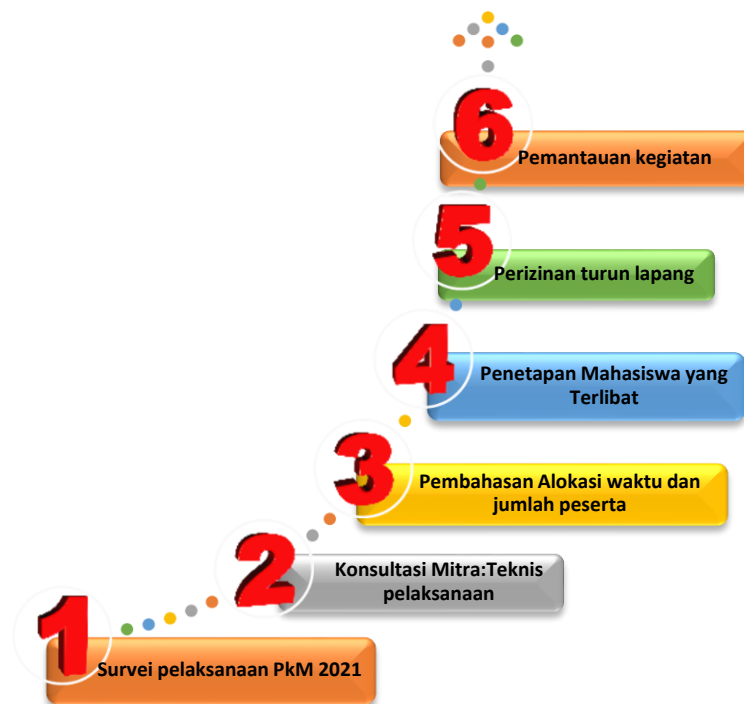 6
Pemantauan kegiatan
5
Perizinan turun lapang
4
Penetapan Mahasiswa yang
Terlibat
3
Pembahasan Alokasi waktu dan
jumlah peserta
2
Konsultasi Mitra:Teknis
pelaksanaan
1
Survei pelaksanaan PkM 2021